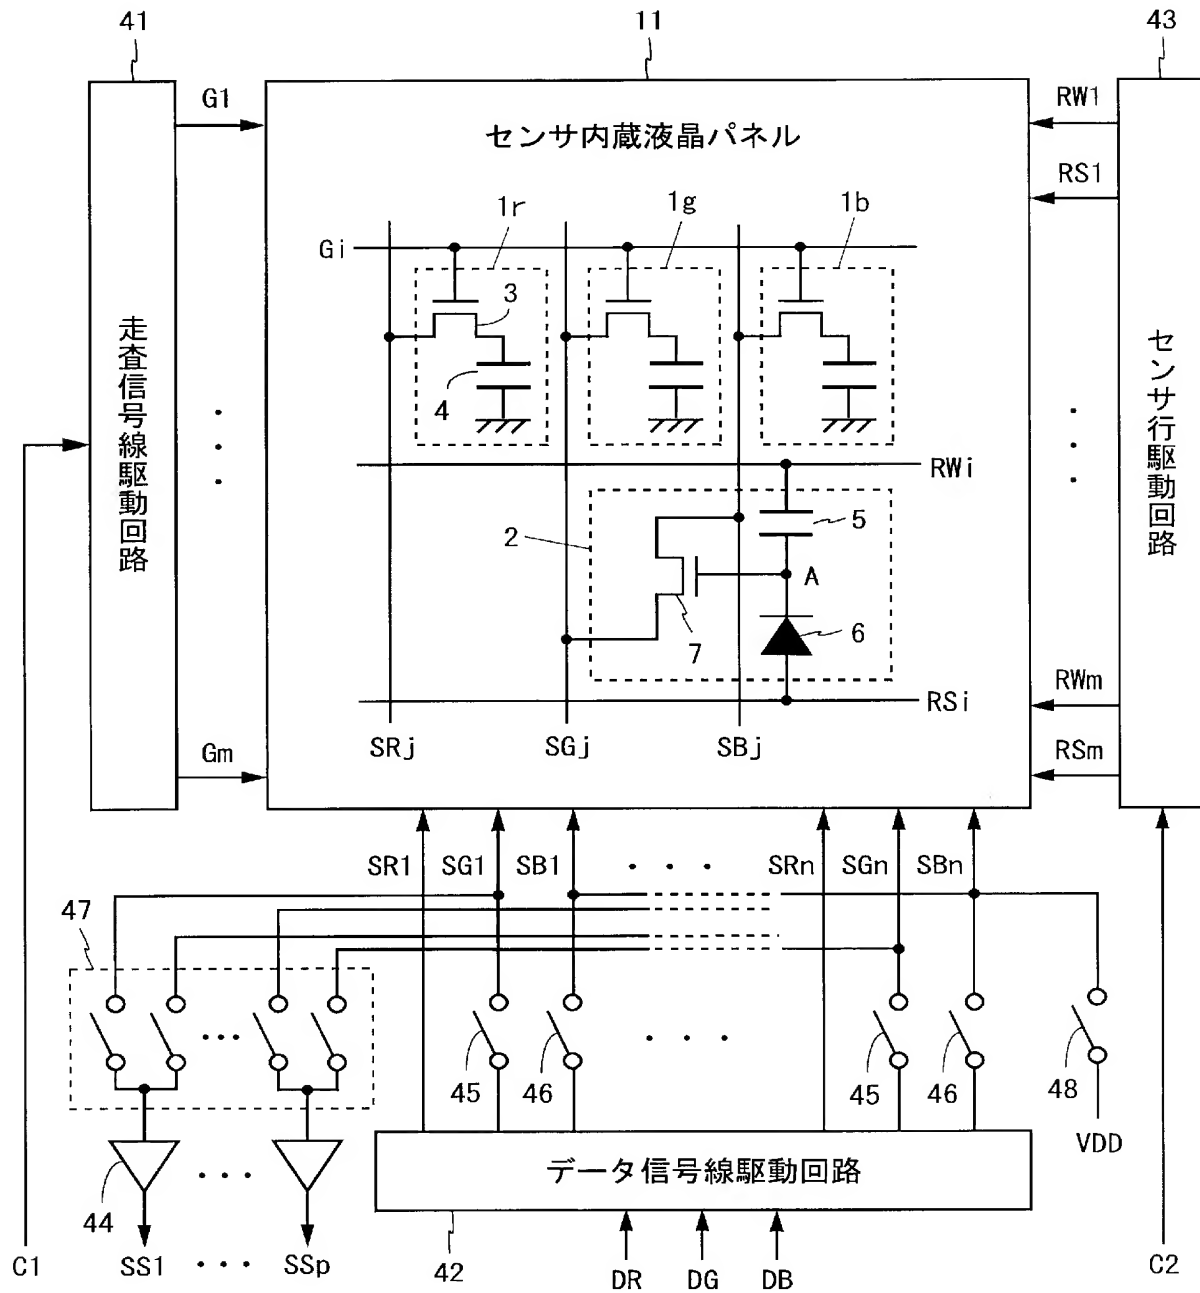 41
11
43
G1
RW1
センサ内蔵液晶パネル
RS1
1r
1g
1b
Gi
3
4
走査信号線駆動回路
センサ行駆動回路
RWi
2
5
A
7
6
RSi
RWm
SRj
SGj
SBj
Gm
RSm
SR1
SG1
SB1
SRn
SGn
SBn
47
45
46
45
46
48
VDD
データ信号線駆動回路
44
C1
SS1
SSp
42
DR
DG
DB
C2